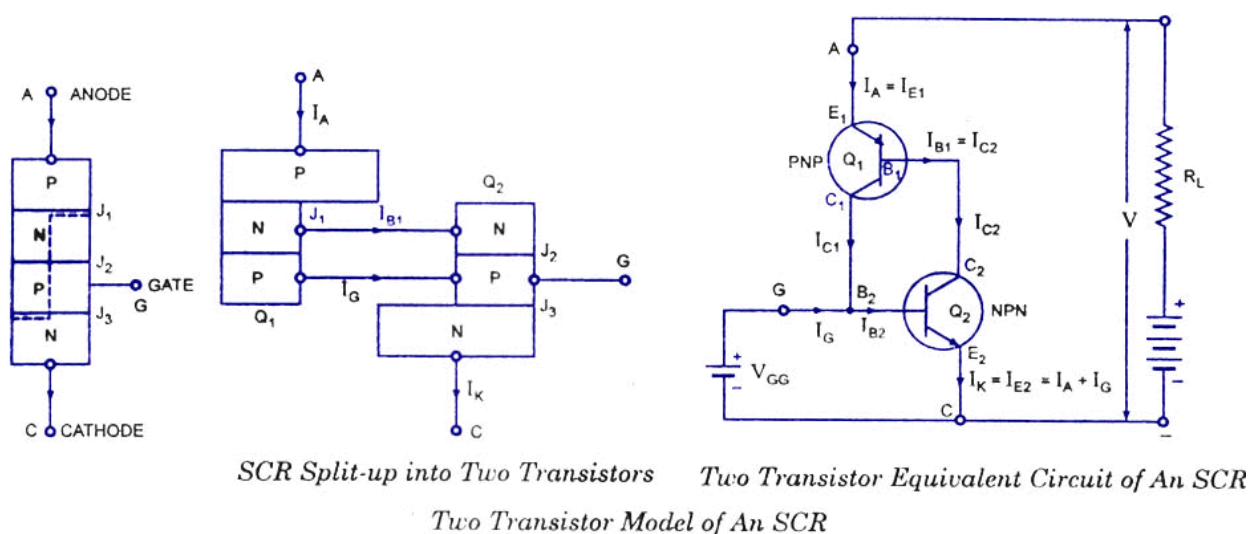 A ANODE
P
J1
N
J2
P
GATE
G
J3
N
C CATHODE
A
IA
P
Q2
J1
IB1
N
N
J2
P
IG
P
G
Q1
N
J3
IK
C
A
IA = IE1
E1
IB1 = IC2
PNP
Q1
B1
C1
RL
V
IC1
IC2
C2
G
B2
Q2
NPN
IG
IB2
E2
+
VGG
-
IK = IE2 = IA + IG
C
+
-
-
SCR Split-up into Two Transistors
Two Transistor Equivalent Circuit of An SCR
Two Transistor Model of An SCR